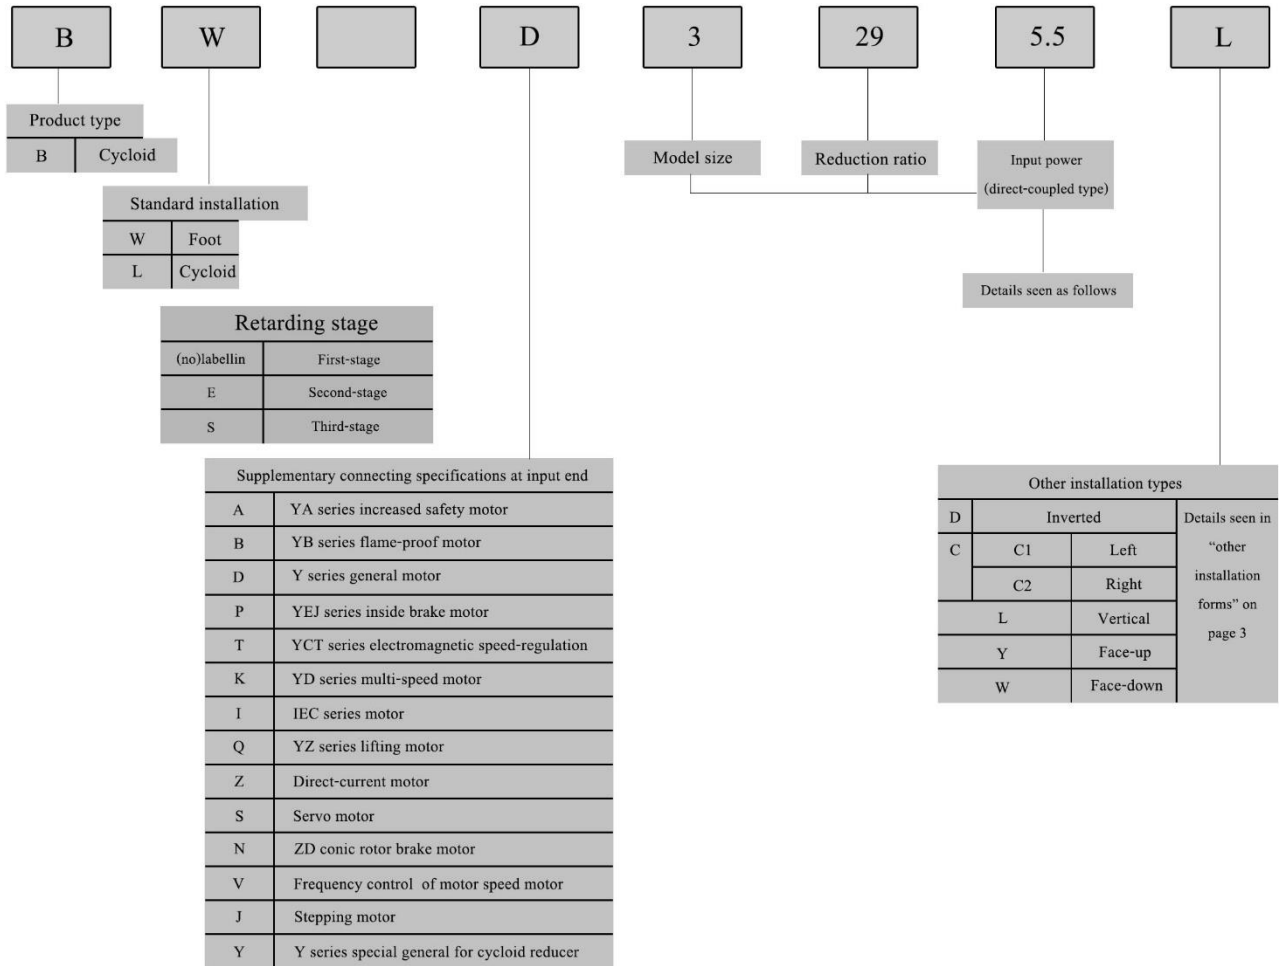 B W D 3 29 5.5 L
Product type
B Cycloid
Standard installation
W Foot
L Cycloid
Retarding stage
(no)labellin First-stage
E Second-stage
S Third-stage
Supplementary connecting specifications at input end
A YA series increased safety motor
B YB series flame-proof motor
D Y series general motor
P YEJ series inside brake motor
T YCT series electromagnetic speed-regulation
K YD series multi-speed motor
I IEC series motor
Q YZ series lifting motor
Z Direct-current motor
S Servo motor
N ZD conic rotor brake motor
V Frequency control of motor speed motor
J Stepping motor
Y Y series special general for cycloid reducer
Model size
Reduction ratio
Input power
(direct-coupled type)
Details seen as follows
Other installation types
D Inverted
C C1 Left
C2 Right
L Vertical
Y Face-up
W Face-down
Details seen in
“other
installation
forms” on
page 3